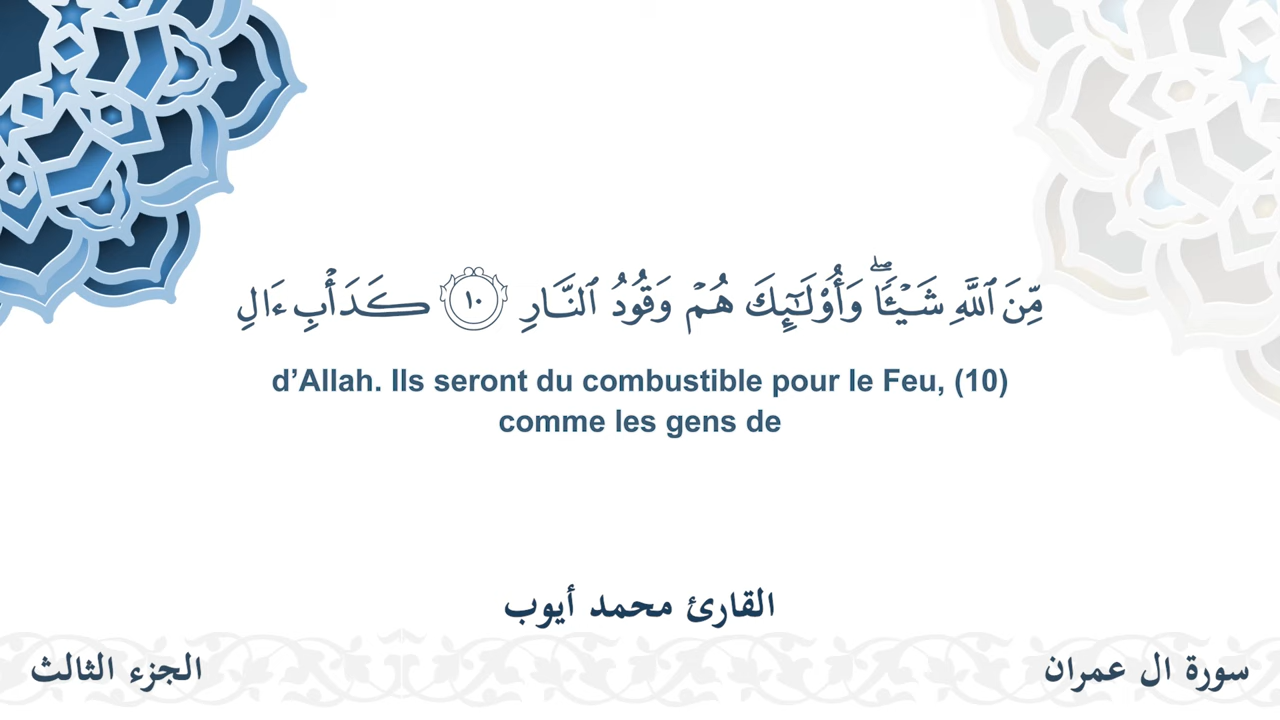 مِّنَ ٱللَّهِ شَيْـًٔاۖ وَأُو۟لَـٰٓئِكَ هُمْ وَقُودُ ٱلنَّارِ ١٠ كَدَأْبِ ءَالِ
d’Allah. Ils seront du combustible pour le Feu, (10)
comme les gens de
القارئ محمد أيوب
سورة ال عمران
الجزء الثالث